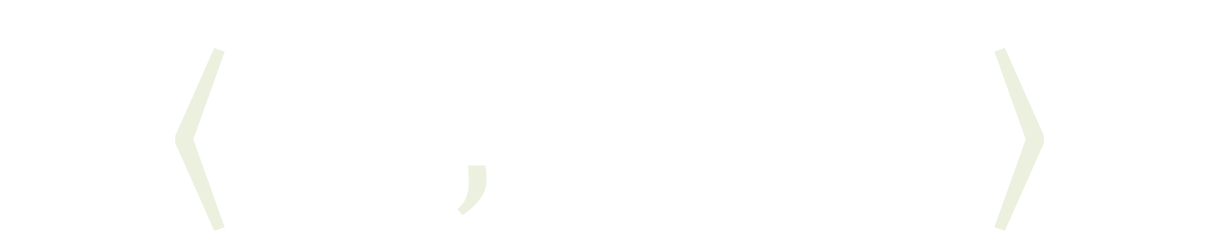 ⟨ , ⟩